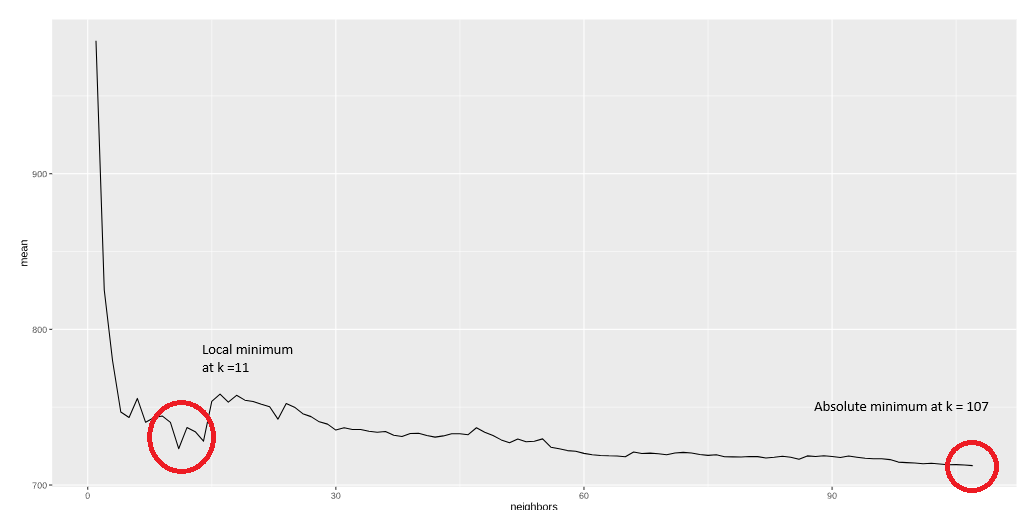 900
800
700
mean
Local minimum
at k =11
Absolute minimum at k = 107
0
30
60
90
neighbors